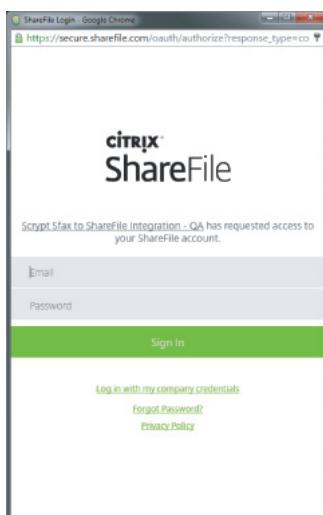 ShareFile Login - Google Chrome
https://secure.sharefile.com/oauth/authorize?response_type=co
CITRIX
ShareFile
Scrypt Sfax to ShareFile Integration - QA has requested access to
your ShareFile account.
Email
Password
Sign In
Log in with my company credentials
Forgot Password?
Privacy Policy